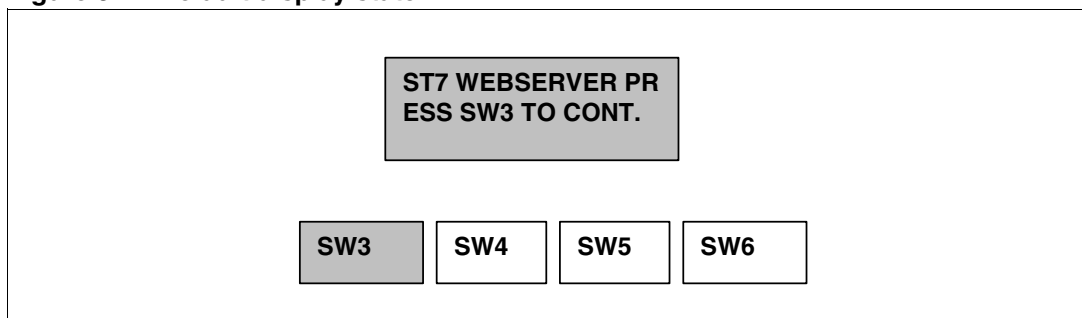 ST7 WEBSERVER PR
ESS SW3 TO CONT.
SW3
SW4
SW5
SW6